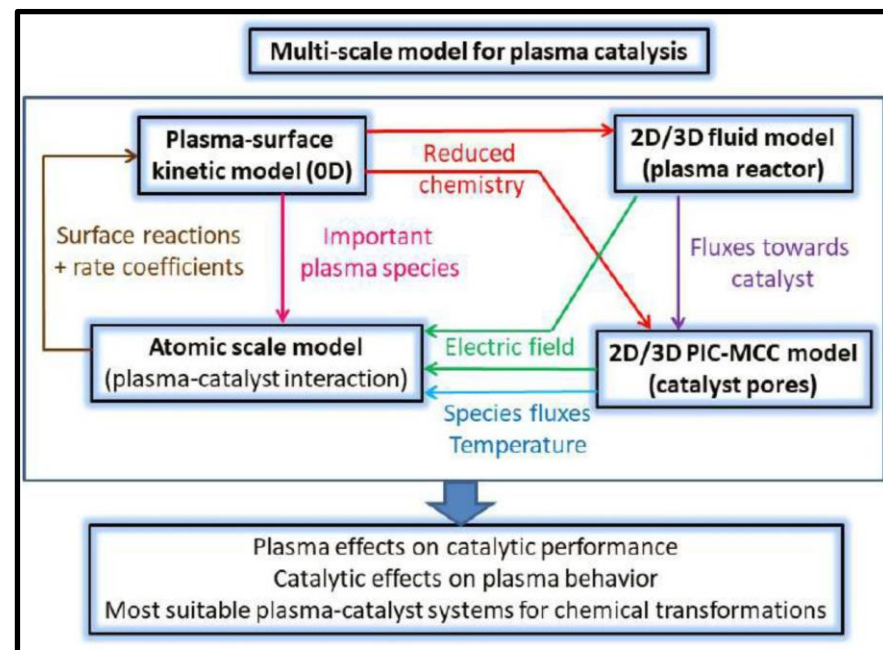 Multi-scale model for plasma catalysis
Plasma-surface
kinetic model (0D)
2D/3D fluid model
(plasma reactor)
Reduced
chemistry
Surface reactions
+ rate coefficients
Important
plasma species
Fluxes towards
catalyst
Atomic scale model
(plasma-catalyst interaction)
Electric field
2D/3D PIC-MCC model
(catalyst pores)
Species fluxes
Temperature
Plasma effects on catalytic performance
Catalytic effects on plasma behavior
Most suitable plasma-catalyst systems for chemical transformations